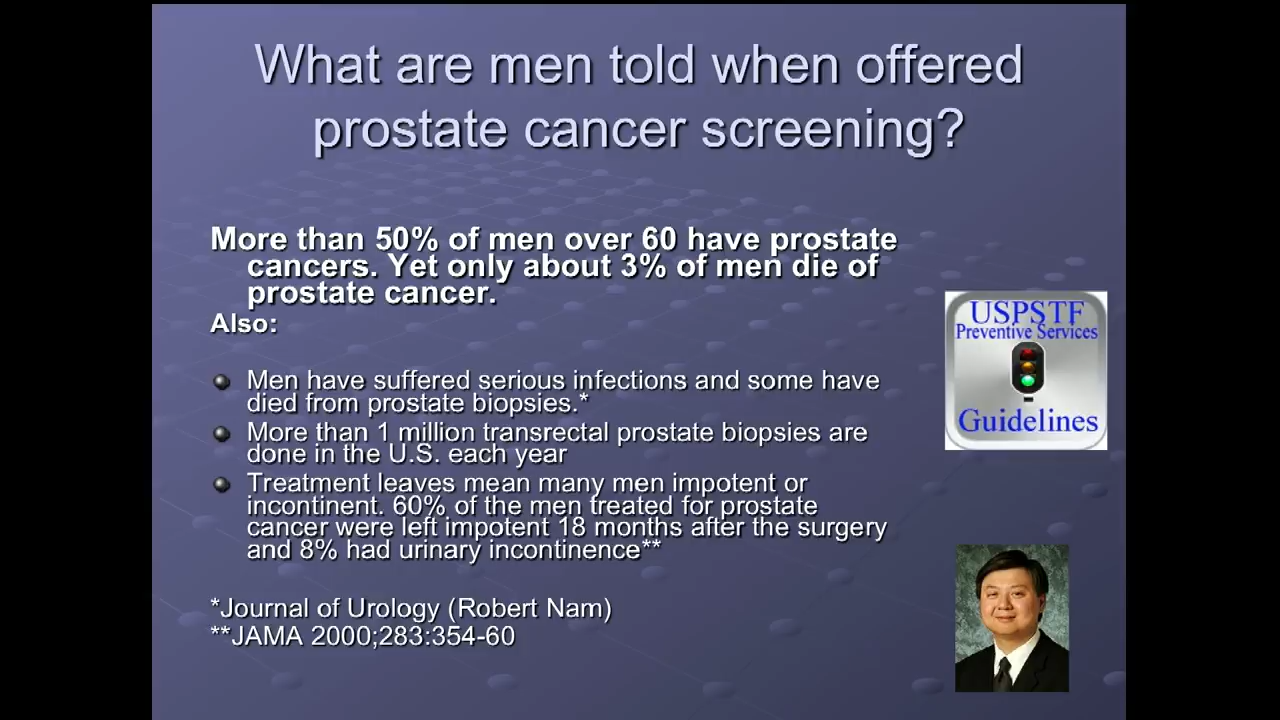 What are men told when offered
prostate cancer screening?
More than 50% of men over 60 have prostate
cancers. Yet only about 3% of men die of
prostate cancer.
Also:
Men have suffered serious infections and some have
died from prostate biopsies.*
More than 1 million transrectal prostate biopsies are
done in the U.S. each year
Treatment leaves mean many men impotent or
incontinent. 60% of the men treated for prostate
cancer were left impotent 18 months after the surgery
and 8% had urinary incontinence**
*Journal of Urology (Robert Nam)
**JAMA 2000;283:354-60
USPSTF
Preventive Services
Guidelines